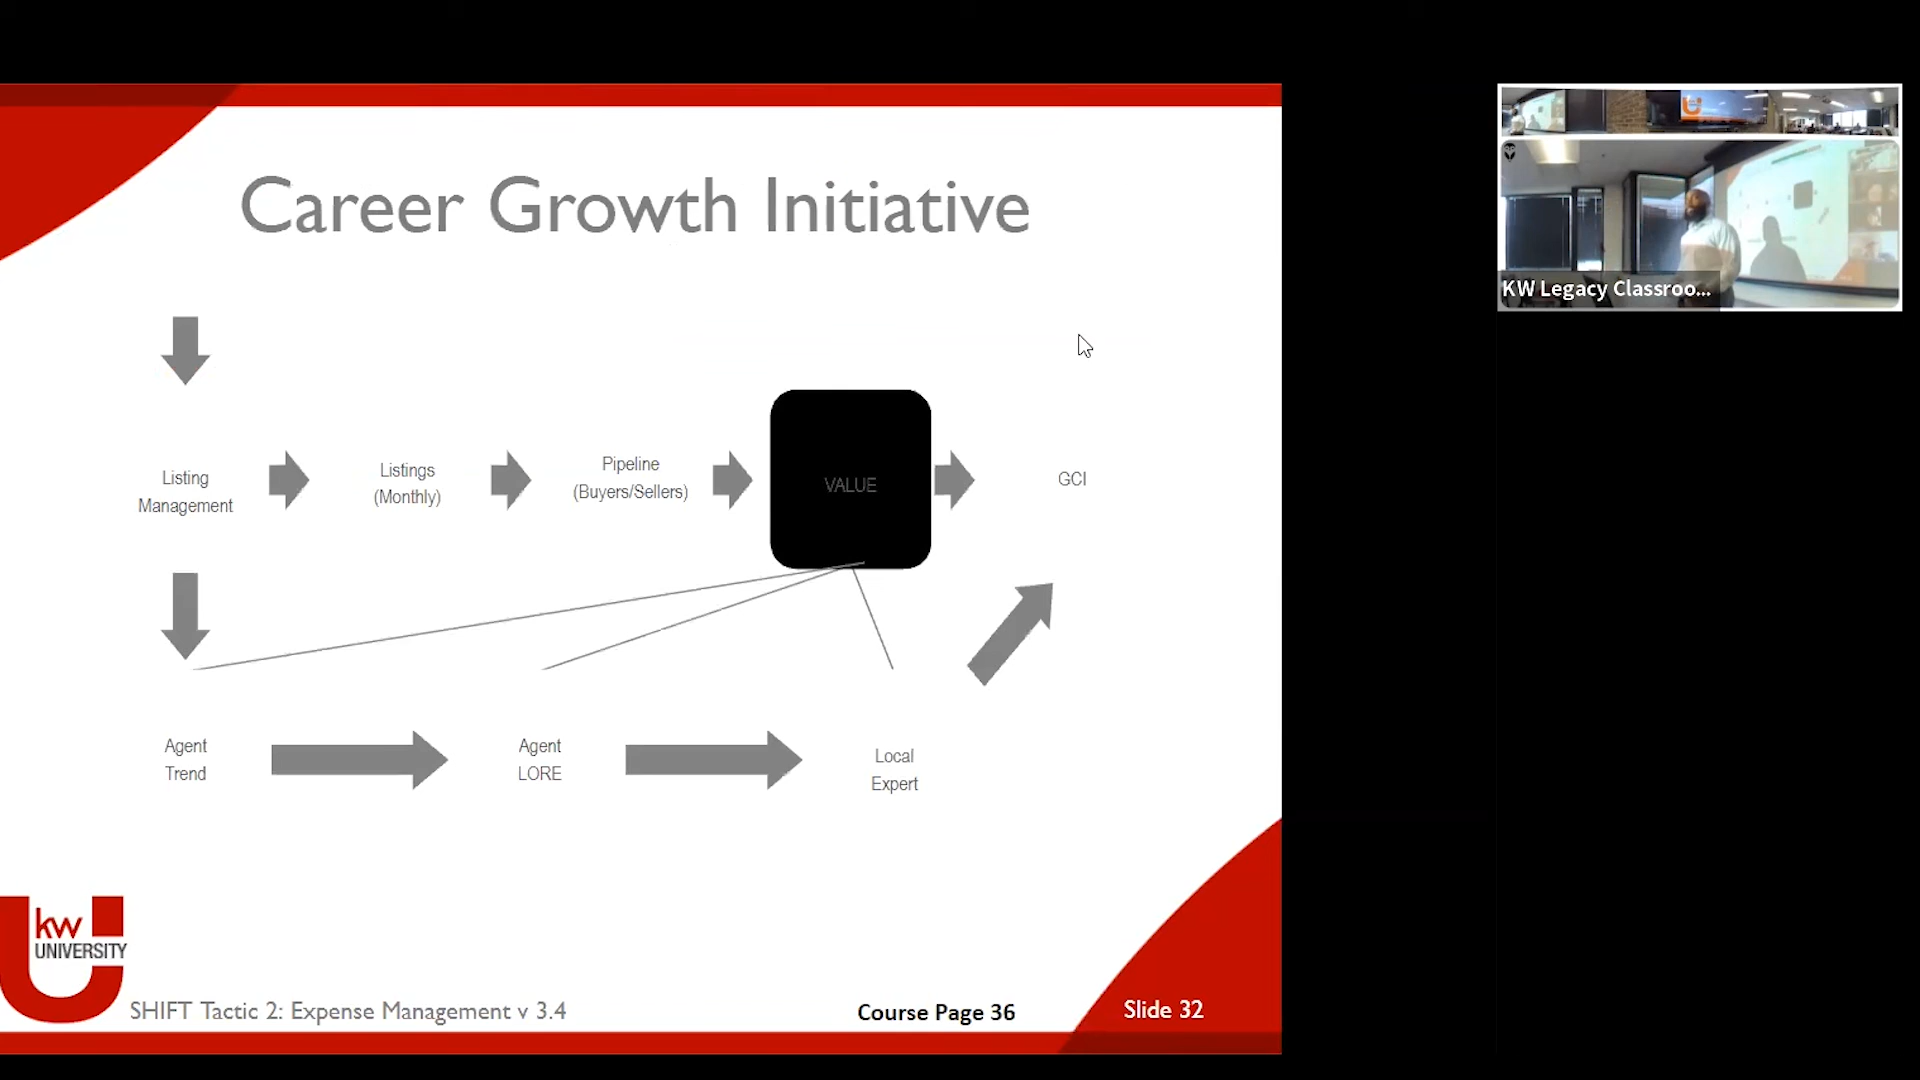 Career Growth Initiative
KW Legacy Classroo...
Listing
Management
Listings
(Monthly)
Pipeline
(Buyers/Sellers)
VALUE
GCI
Agent
Trend
Agent
LORE
Local
Expert
kw
UNIVERSITY
SHIFT Tactic 2: Expense Management v 3.4
Course Page 36
Slide 32